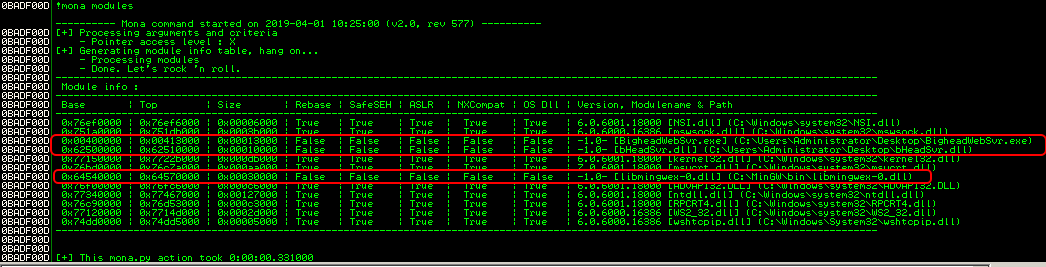 0BADF00D !mona modules
0BADF00D
0BADF00D ---------- Mona command started on 2019-04-01 10:25:00 (v2.0, rev 577) ----------
0BADF00D [+] Processing arguments and criteria
0BADF00D - Pointer access level : X
0BADF00D [+] Generating module info table, hang on...
0BADF00D - Processing modules
0BADF00D - Done. Let's rock 'n roll.
0BADF00D
0BADF00D Module info :
0BADF00D
0BADF00D Base | Top | Size | Rebase | SafeSEH | ASLR | NXCompat | OS Dll | Version, Modulename & Path
0BADF00D
0BADF00D 0x76ef0000 | 0x76ef6000 | 0x00006000 | True | True | True | True | True | 6.0.6001.18000 [NSI.dll] (C:\Windows\system32\NSI.dll)
0BADF00D 0x751a0000 | 0x751db000 | 0x0003b000 | True | True | True | True | True | 6.0.6000.16386 [mswsock.dll] (C:\Windows\system32\mswsock.dll)
0BADF00D 0x00400000 | 0x00413000 | 0x00013000 | False | False | False | False | False | -1.0- [BigheadWebSvr.exe] (C:\Users\Administrator\Desktop\BigheadWebSvr.exe)
0BADF00D 0x62500000 | 0x62510000 | 0x00010000 | False | False | False | False | False | -1.0- [bHeadSvr.dll] (C:\Users\Administrator\Desktop\bHeadSvr.dll)
0BADF00D 0x77150000 | 0x7722b000 | 0x000db000 | True | True | True | True | True | 6.0.6001.18000 [kernel32.dll] (C:\Windows\system32\kernel32.dll)
0BADF00D | 0x000aa000 | True | True | True | True | True | [msvcrt.dll] (C:\Windows\system32\msvcrt.dll)
0BADF00D 0x64540000 | 0x64570000 | 0x00030000 | False | False | False | False | False | -1.0- [libmingwex-0.dll] (C:\MinGW\bin\libmingwex-0.dll)
0BADF00D 0x76f00000 | 0x76fc6000 | 0x000c6000 | True | True | True | True | True | 6.0.6001.18000 [ADVAPI32.DLL] (C:\Windows\system32\ADVAPI32.DLL)
0BADF00D 0x77340000 | 0x77467000 | 0x00127000 | True | True | True | True | True | 6.0.6001.18000 [ntdll.dll] (C:\Windows\system32\ntdll.dll)
0BADF00D 0x76c90000 | 0x76d53000 | 0x000c3000 | True | True | True | True | True | 6.0.6001.18000 [RPCRT4.dll] (C:\Windows\system32\RPCRT4.dll)
0BADF00D 0x77120000 | 0x7714d000 | 0x0002d000 | True | True | True | True | True | 6.0.6001.18000 [WS2_32.dll] (C:\Windows\system32\WS2_32.dll)
0BADF00D 0x74dd0000 | 0x74dd5000 | 0x00005000 | True | True | True | True | True | 6.0.6001.18000 [wshtcpip.dll] (C:\Windows\System32\wshtcpip.dll)
0BADF00D
0BADF00D
0BADF00D
0BADF00D [+] This mona.py action took 0:00:00.331000